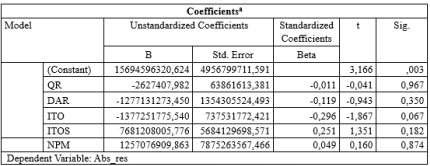 Coefficientsª
Model Unstandardized Coefficients Standardized Coefficients t Sig.
B Std. Error Beta
(Constant) 15694596320,624 4956799711,591 3,166 ,003
QR -2627407,982 63861613,381 -0,011 -0,041 0,967
DAR -1277131273,450 1354305524,493 -0,119 -0,943 0,350
ITO -1377251775,540 737531772,421 -0,296 -1,867 0,067
ITOS 7681208005,776 5684129698,571 0,251 1,351 0,182
NPM 1257076909,863 7875263567,466 0,049 0,160 0,874
Dependent Variable: Abs_res